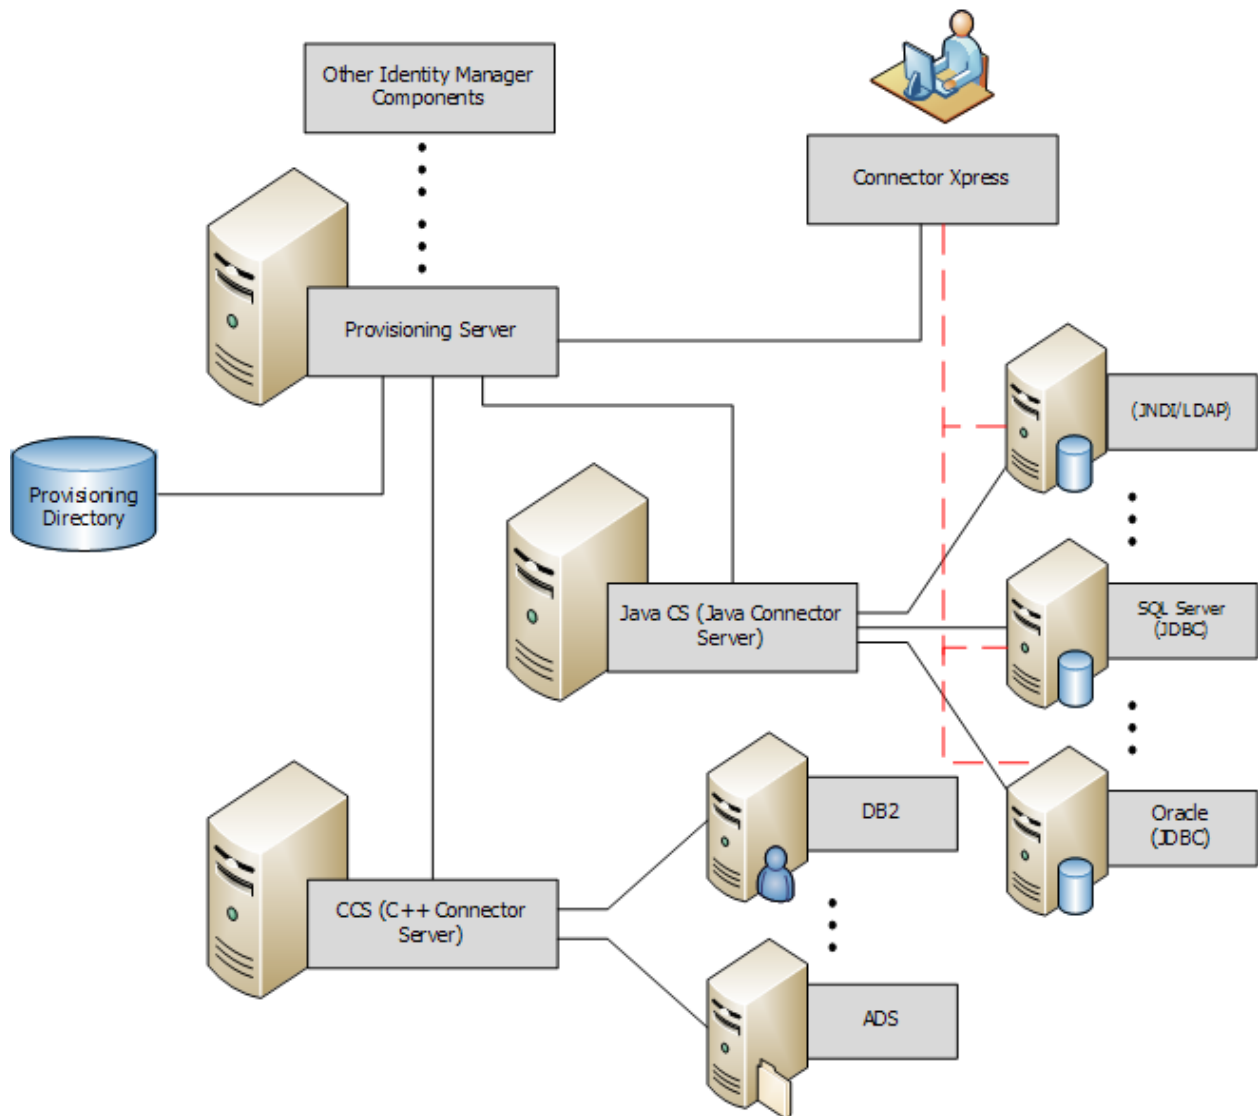 Other Identity Manager
Components
Connector Xpress
Provisioning Server
(JNDI/LDAP)
Provisioning
Directory
Java CS (Java Connector
Server)
SQL Server
(JDBC)
DB2
Oracle
(JDBC)
CCS (C++ Connector
Server)
ADS